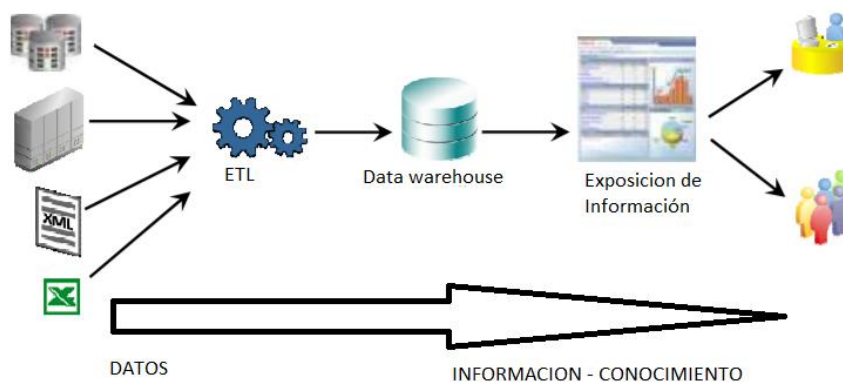 XML
ETL
Data warehouse
Exposicion de
Información
DATOS
INFORMACION - CONOCIMIENTO